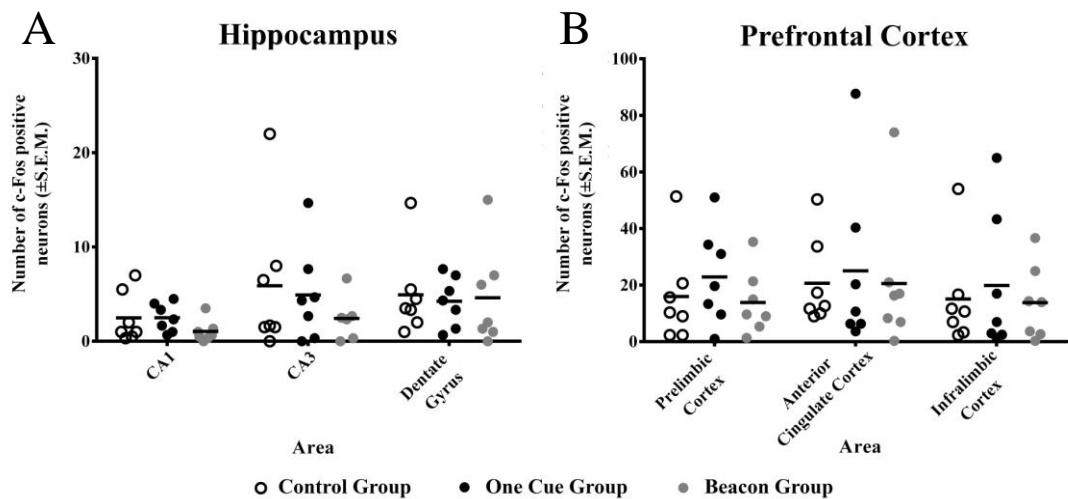 A
Hippocampus
Number of c-Fos positive
neurons (±S.E.M.)
30
20
10
0
CA1
CA3
Dentate
Gyrus
Area
B
Prefrontal Cortex
Number of c-Fos positive
neurons (±S.E.M.)
100
80
60
40
20
0
Prelimbic
Cortex
Anterior
Cingulate Cortex
Infralimbic
Cortex
Area
Control Group
One Cue Group
Beacon Group